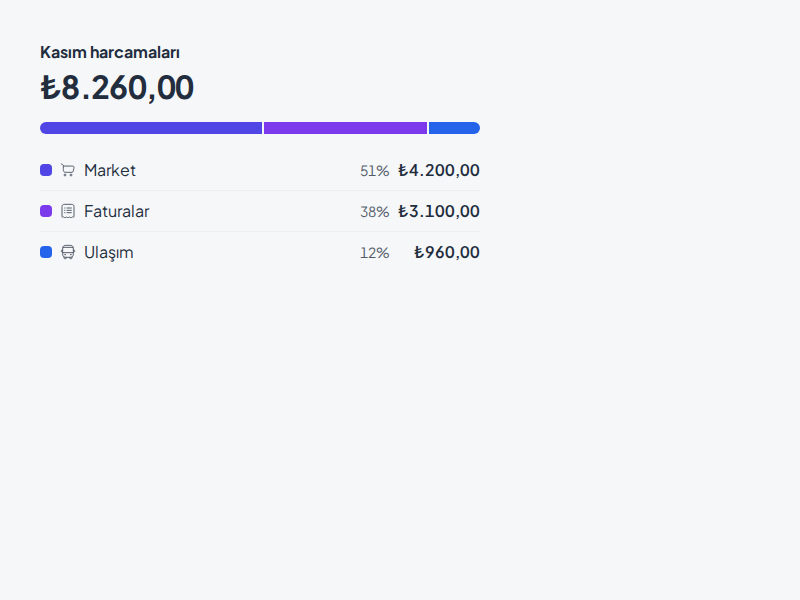 Kasım harcamaları
₺8.260,00
Market 51% ₺4.200,00
Faturalar 38% ₺3.100,00
Ulaşım 12% ₺960,00